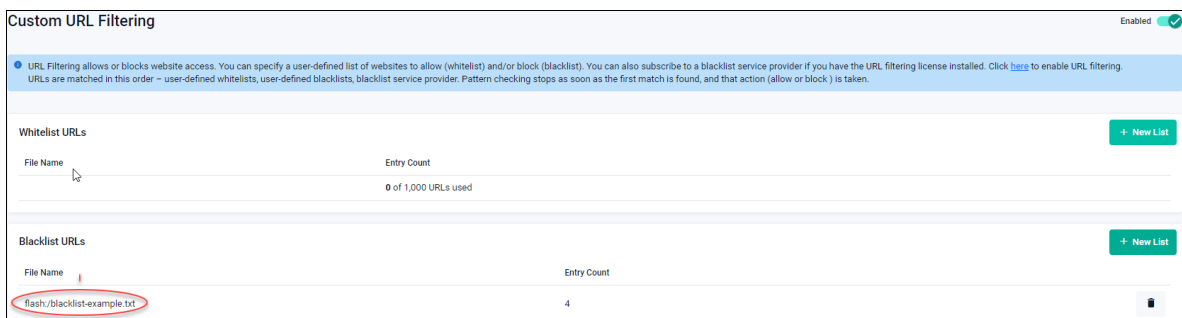 Custom URL Filtering
Enabled
URL Filtering allows or blocks website access. You can specify a user-defined list of websites to allow (whitelist) and/or block (blacklist). You can also subscribe to a blacklist service provider if you have the URL filtering license installed. Click here to enable URL filtering.
URLs are matched in this order – user-defined whitelists, user-defined blacklists, blacklist service provider. Pattern checking stops as soon as the first match is found, and that action (allow or block ) is taken.
Whitelist URLs
+ New List
File Name Entry Count
0 of 1,000 URLs used
Blacklist URLs
+ New List
File Name Entry Count
flash:/blacklist-example.txt 4